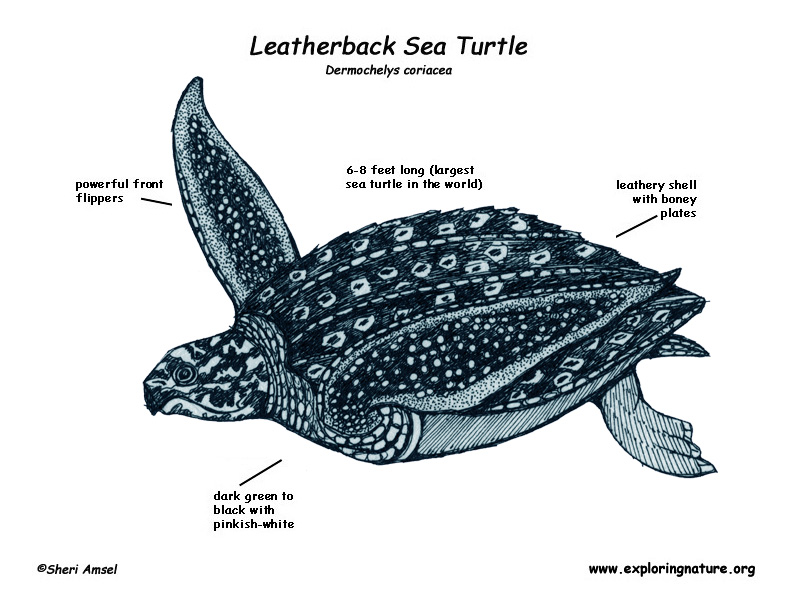 Leatherback Sea Turtle
Dermochelys coriacea
powerful front
flippers
6-8 feet long (largest
sea turtle in the world)
leathery shell
with boney
plates
dark green to
black with
pinkish-white
©Sheri Amsel
www.exploringnature.org